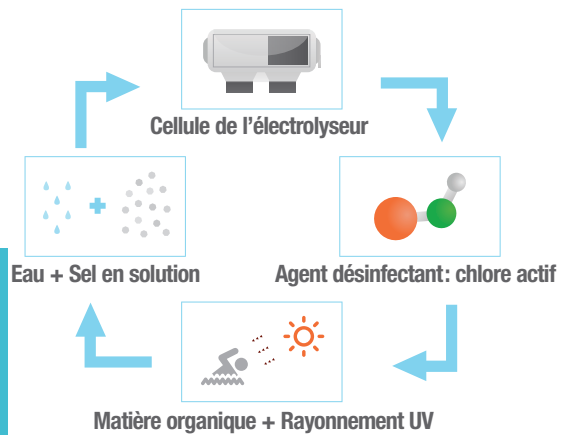 Cellule de l'électrolyseur
Eau + Sel en solution
Agent désinfectant: chlore actif
Matière organique + Rayonnement UV